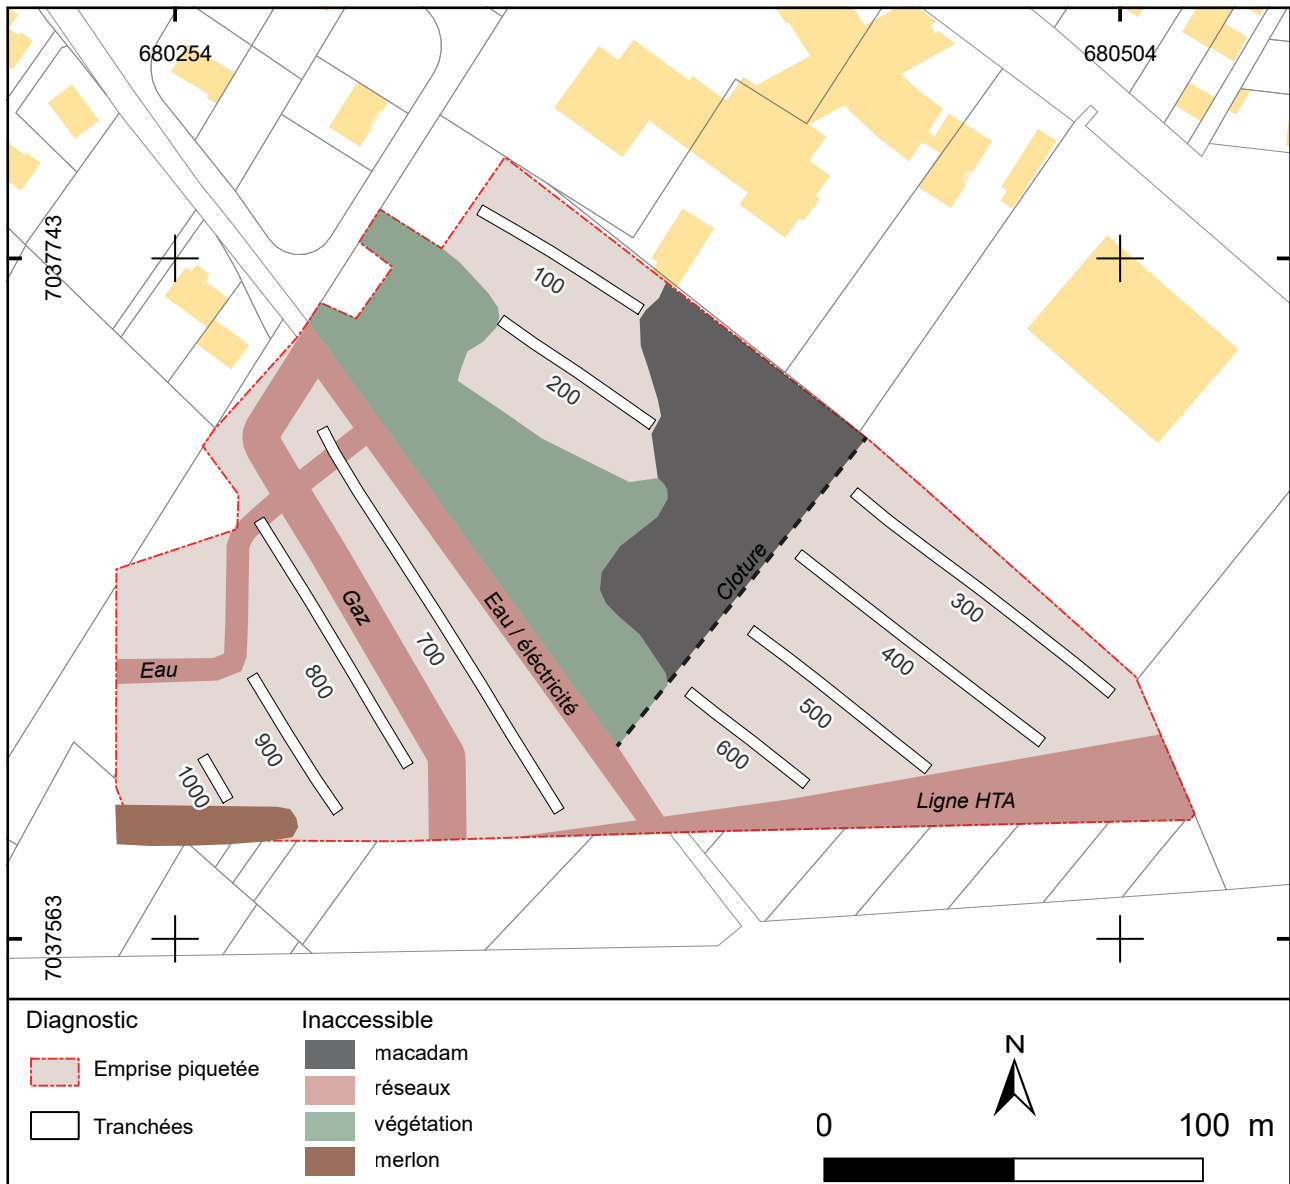 680254
680504
7037743
100
200
Cloture
300
Gaz
700
Eau / éléctricité
400
Eau
800
500
900
600
1000
Ligne HTA
7037563
Diagnostic
Emprise piquetée
Tranchées
Inaccessible
macadam
réseaux
végétation
merlon
N
0 100 m